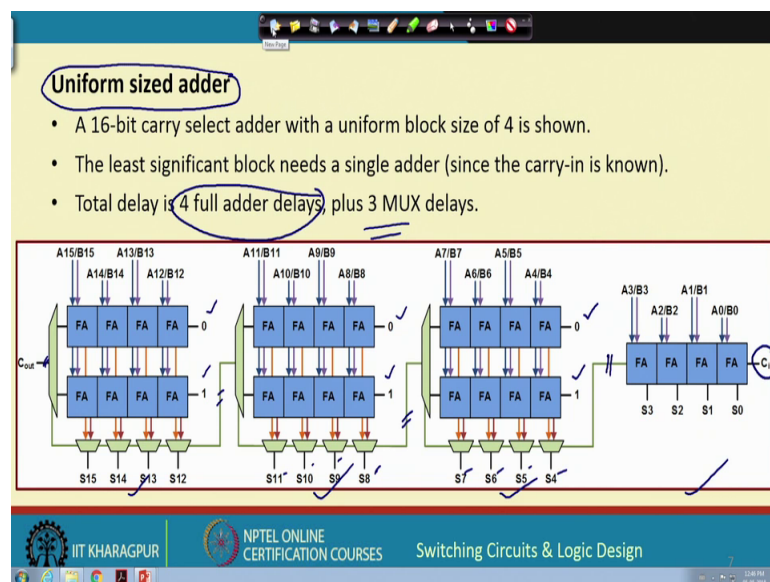 New Page
Uniform sized adder
• A 16-bit carry select adder with a uniform block size of 4 is shown.
• The least significant block needs a single adder (since the carry-in is known).
• Total delay is 4 full adder delays, plus 3 MUX delays.
A15/B15 A13/B13 A11/B11 A9/B9 A7/B7 A5/B5
A14/B14 A12/B12 A10/B10 A8/B8 A6/B6 A4/B4
A3/B3 A1/B1
A2/B2 A0/B0
FA FA FA FA 0 FA FA FA FA 0 FA FA FA FA 0
Cout FA FA FA FA
FA FA FA FA 1 FA FA FA FA 1 FA FA FA FA 1
S3 S2 S1 S0
S15 S14 S13 S12 S11 S10 S9 S8 S7 S6 S5 S4
IIT KHARAGPUR
NPTEL ONLINE
CERTIFICATION COURSES
Switching Circuits & Logic Design
7